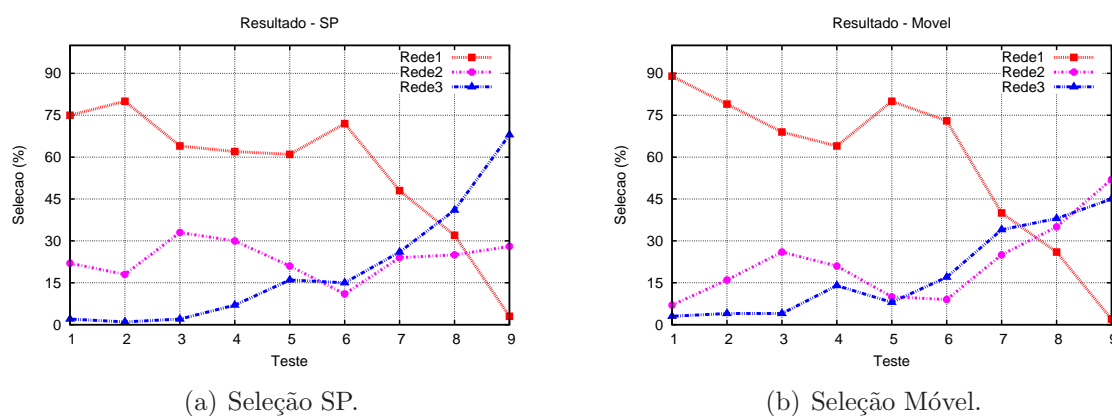 Resultado - SP
Rede1
Rede2
Rede3
90
75
60
45
30
15
0
Selecao (%)
1 2 3 4 5 6 7 8 9
Teste
(a) Seleção SP.
Resultado - Movel
Rede1
Rede2
Rede3
90
75
60
45
30
15
0
Selecao (%)
1 2 3 4 5 6 7 8 9
Teste
(b) Seleção Móvel.